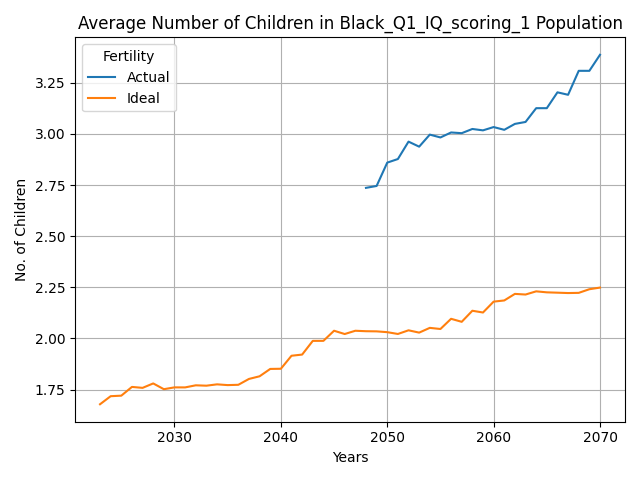 Average Number of Children in Black_Q1_IQ_scoring_1 Population
Fertility
Actual
Ideal
No. of Children
3.25
3.00
2.75
2.50
2.25
2.00
1.75
2030 2040 2050 2060 2070
Years